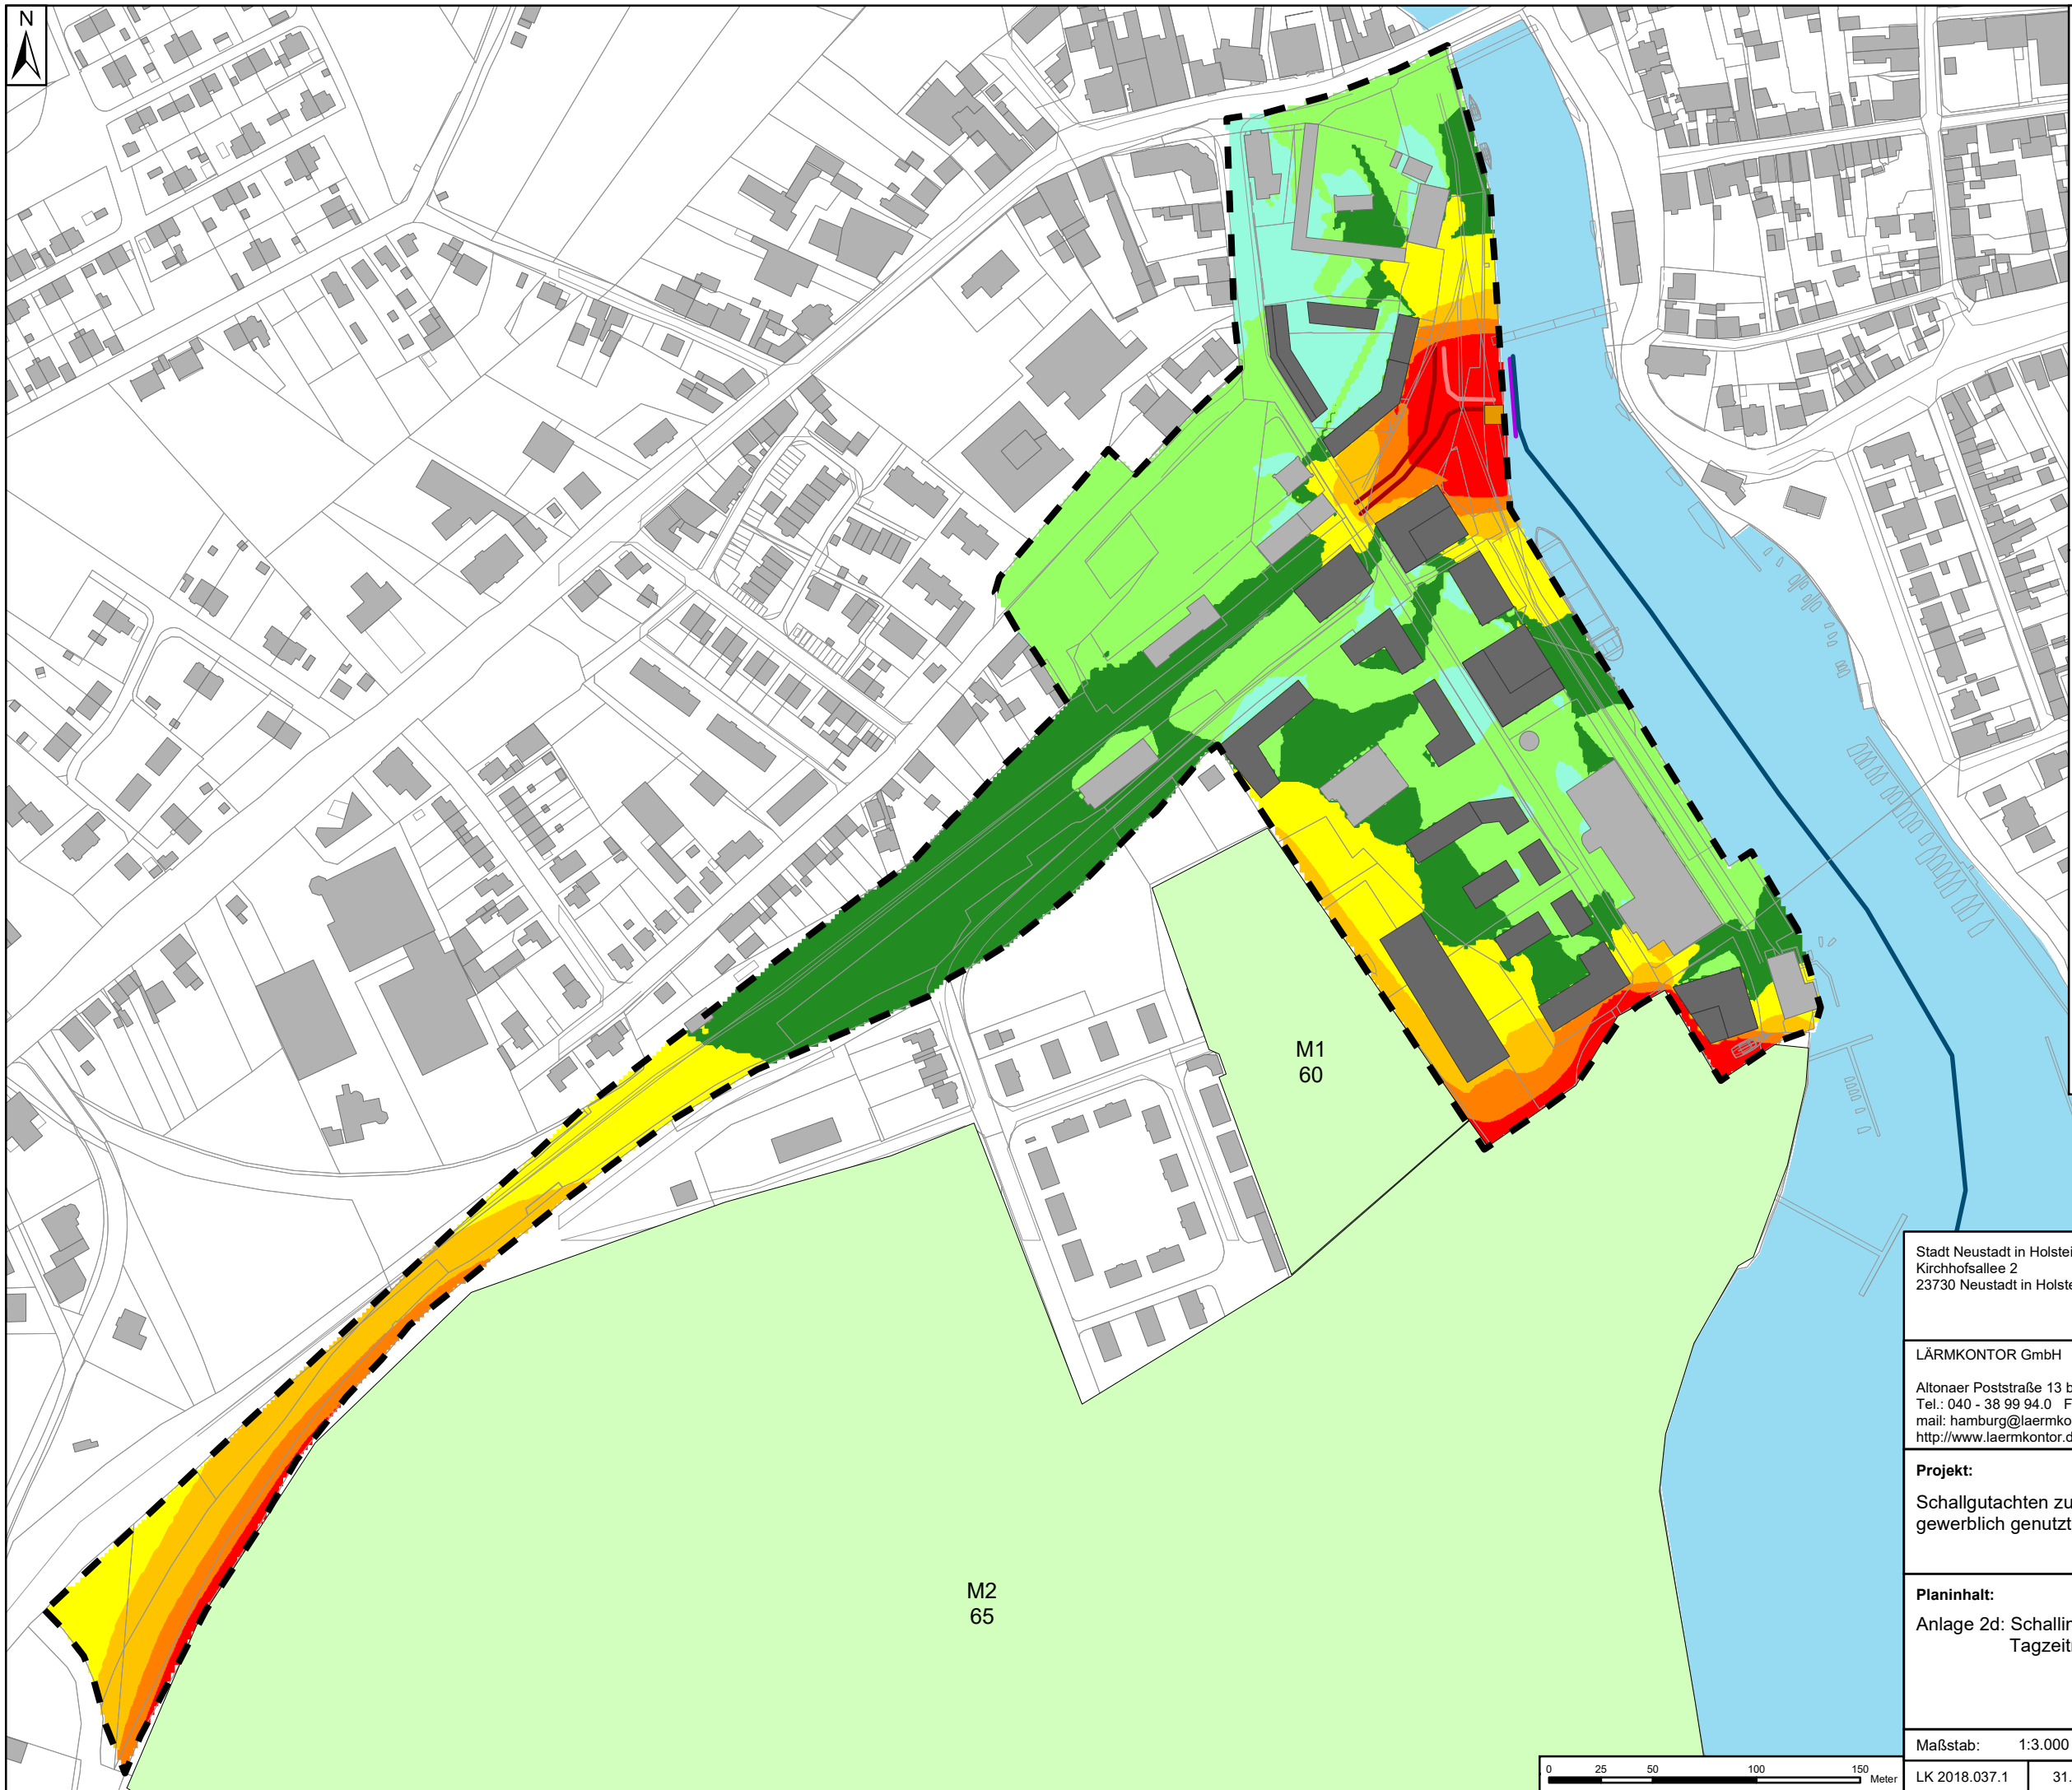 N
M1
60
M2
65
Stadt Neustadt in Holstei
Kirchhofsallee 2
23730 Neustadt in Holste
LÄRMKONTOR GmbH
Altonaer Poststraße 13 b
Tel.: 040 - 38 99 94.0 F
mail: hamburg@laermko
http://www.laermkontor.d
Projekt:
Schallgutachten zu
gewerblich genutzt
Planinhalt:
Anlage 2d: Schallin
Tagzeit
Maßstab: 1:3.000
LK 2018.037.1 31.
0 25 50 100 150 Meter